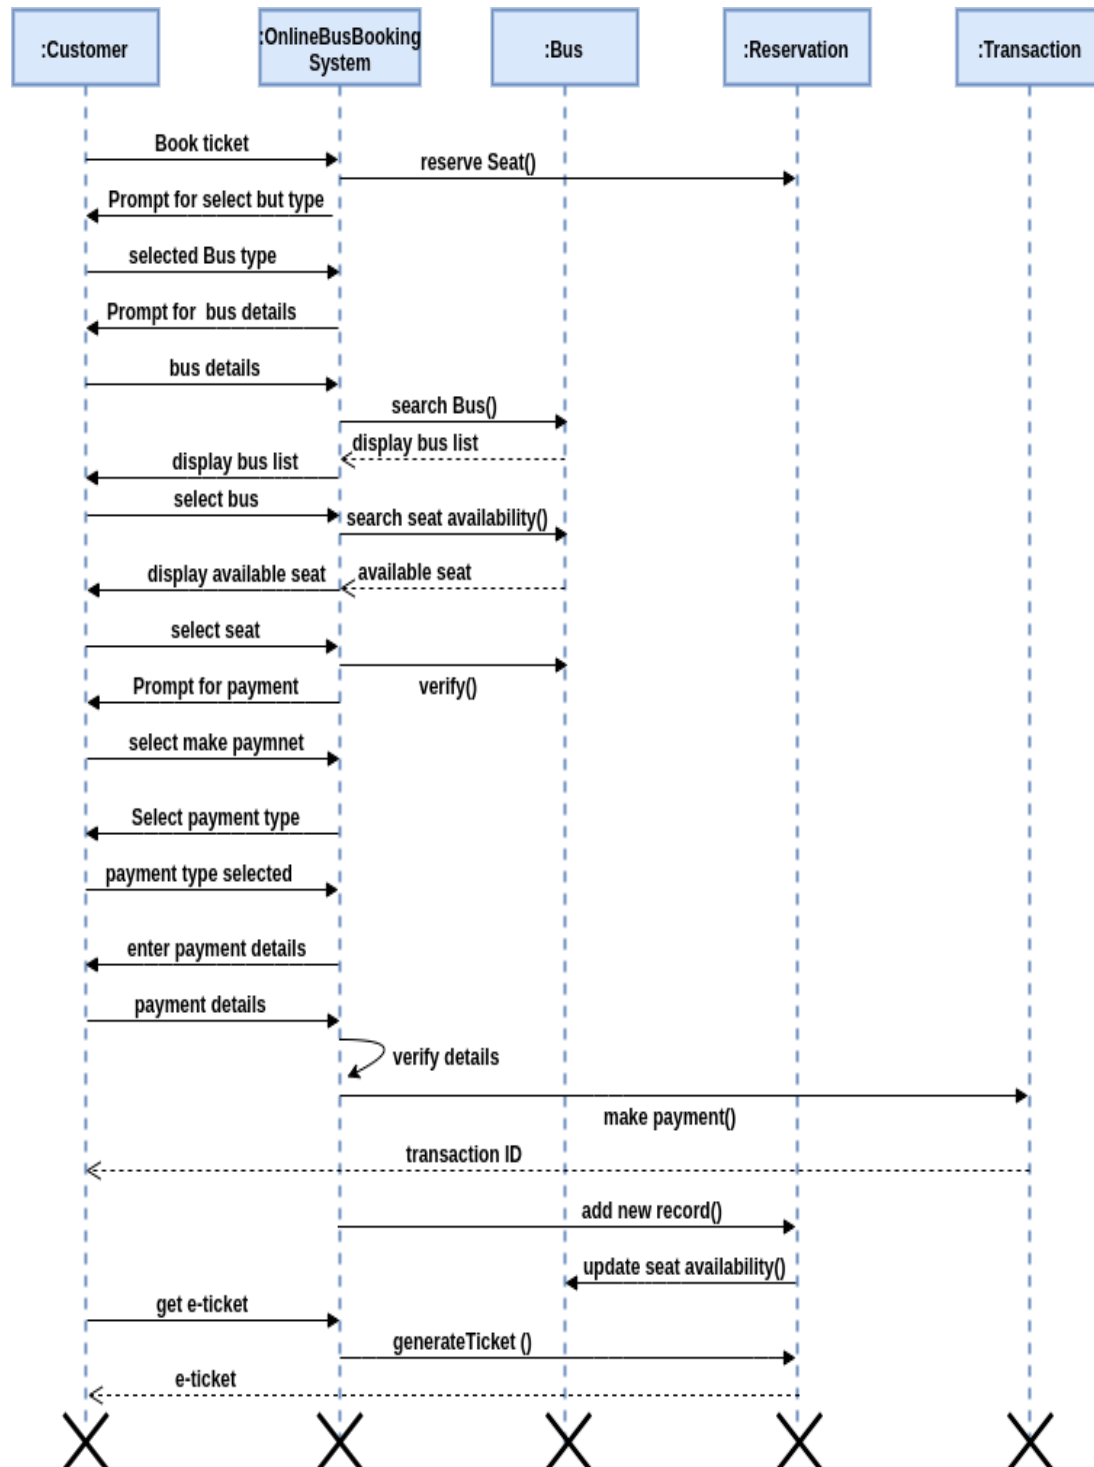 :Customer
:OnlineBusBooking
System
:Bus
:Reservation
:Transaction
Book ticket
reserve Seat()
Prompt for select but type
selected Bus type
Prompt for  bus details
bus details
search Bus()
display bus list
display bus list
select bus
search seat availability()
display available seat
available seat
select seat
verify()
Prompt for payment
select make paymnet
Select payment type
payment type selected
enter payment details
payment details
verify details
make payment()
transaction ID
add new record()
update seat availability()
get e-ticket
generateTicket ()
e-ticket